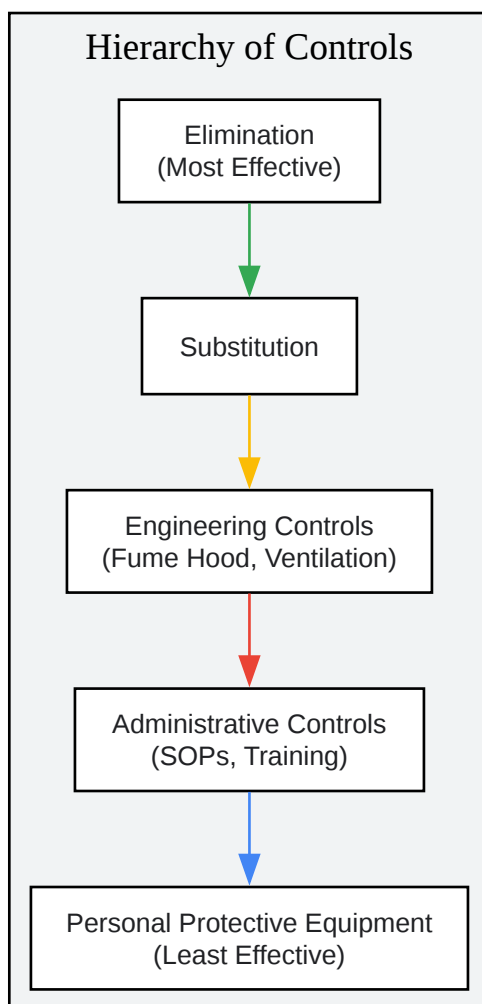 Hierarchy of Controls
Elimination
(Most Effective)
Substitution
Engineering Controls
(Fume Hood, Ventilation)
Administrative Controls
(SOPs, Training)
Personal Protective Equipment
(Least Effective)